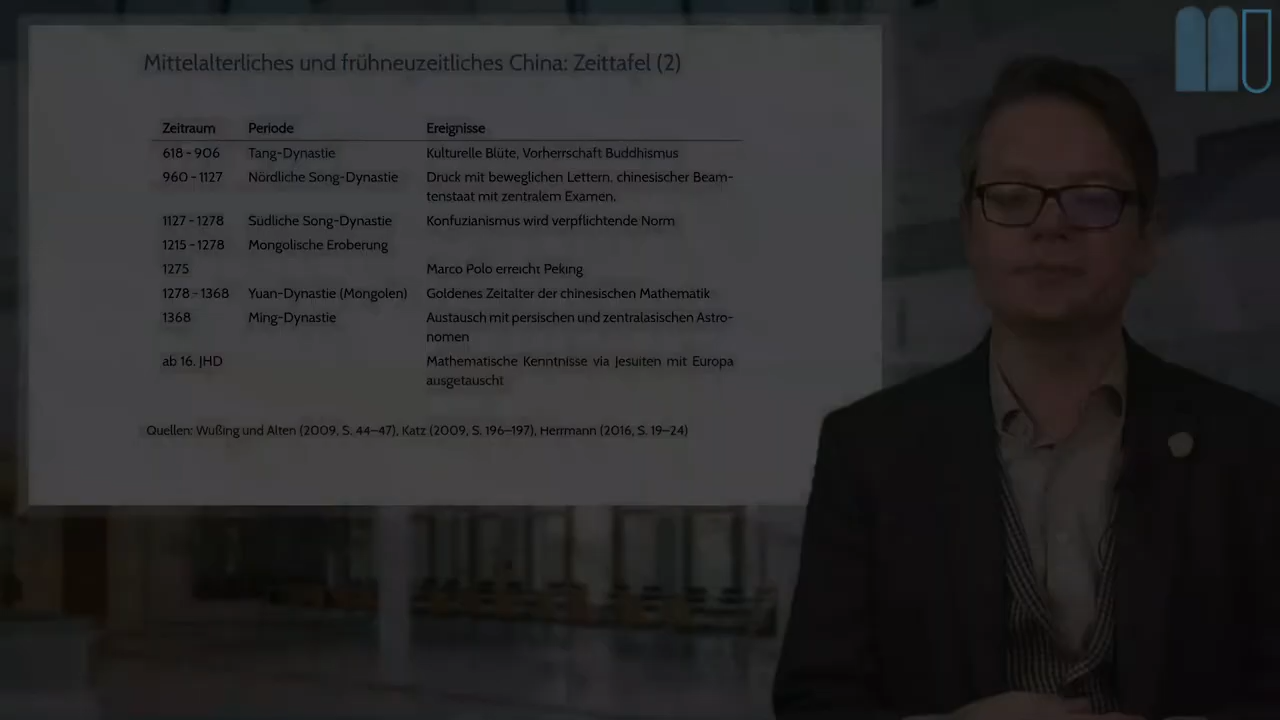 Mittelalterliches und frühneuzeitliches China: Zeittafel (2)
Zeitraum Periode Ereignisse
618 – 906 Tang-Dynastie Kulturelle Blüte, Vorherrschaft Buddhismus
960 – 1127 Nördliche Song-Dynastie Druck mit beweglichen Lettern. chinesischer Beam-
tenstaat mit zentralem Examen.
1127 – 1278 Südliche Song-Dynastie Konfuzianismus wird verpflichtende Norm
1215 – 1278 Mongolische Eroberung
1275 Marco Polo erreicht Peking
1278 – 1368 Yuan-Dynastie (Mongolen) Goldenes Zeitalter der chinesischen Mathematik
1368 Ming-Dynastie Austausch mit persischen und zentralasischen Astro-
nomen
ab 16. JHD Mathematische Kenntnisse via Jesuiten mit Europa
ausgetauscht
Quellen: Wußing und Alten (2009, S. 44–47), Katz (2009, S. 196–197), Herrmann (2016, S. 19–24)